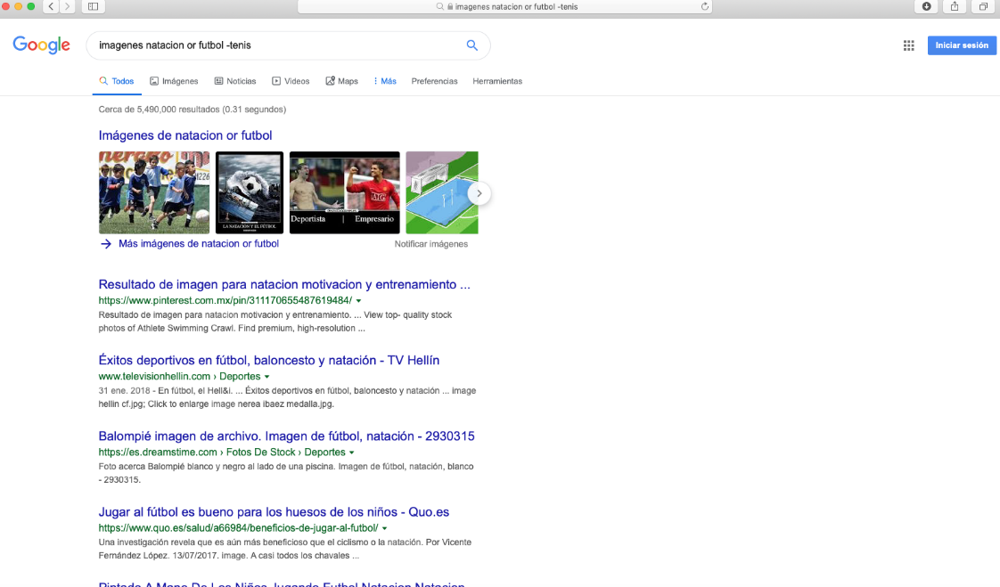 imagenes natacion or futbol -tenis
Google
imagenes natacion or futbol -tenis
Iniciar sesión
Todos Imágenes Noticias Videos Maps Más Preferencias Herramientas
Cerca de 5,490,000 resultados (0.31 segundos)
Imágenes de natacion or futbol
LA NATACION Y EL FÚTBOL
Deportista | Empresario
Más imágenes de natacion or futbol
Notificar imágenes
Resultado de imagen para natacion motivacion y entrenamiento ...
https://www.pinterest.com.mx/pin/311170655487619484/
Resultado de imagen para natacion motivacion y entrenamiento. ... View top- quality stock
photos of Athlete Swimming Crawl. Find premium, high-resolution ...
Éxitos deportivos en fútbol, baloncesto y natación - TV Hellín
www.televisionhellin.com › Deportes
31 ene. 2018 - En fútbol, el Hell&i. ... Éxitos deportivos en fútbol, baloncesto y natación ... image
hellin cf.jpg; Click to enlarge image nerea ibaez medalla.jpg.
Balompié imagen de archivo. Imagen de fútbol, natación - 2930315
https://es.dreamstime.com › Fotos De Stock › Deportes
Foto acerca Balompié blanco y negro al lado de una piscina. Imagen de fútbol, natación, blanco
- 2930315.
Jugar al fútbol es bueno para los huesos de los niños - Quo.es
https://www.quo.es/salud/a66984/beneficios-de-jugar-al-futbol/
Una investigación revela que es aún más beneficioso que el ciclismo o la natación. Por Vicente
Fernández López. 13/07/2017. image. A casi todos los chavales ...
Pintado A Mano De Los Niños Jugando Futbol Natacion Natacion